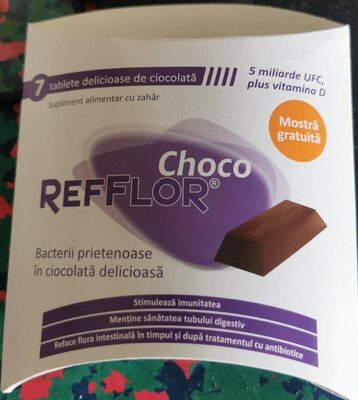 7 tablete delicioase de ciocolată
Supliment alimentar cu zahăr
5 miliarde UFC,
plus vitamina D
Mostră
gratuită
Choco
REFFLOR®
Bacterii prietenoase
în ciocolată delicioasă
Stimulează imunitatea
Menține sănătatea tubului digestiv
Reface flora intestinală în timpul și după tratamentul cu antibiotice